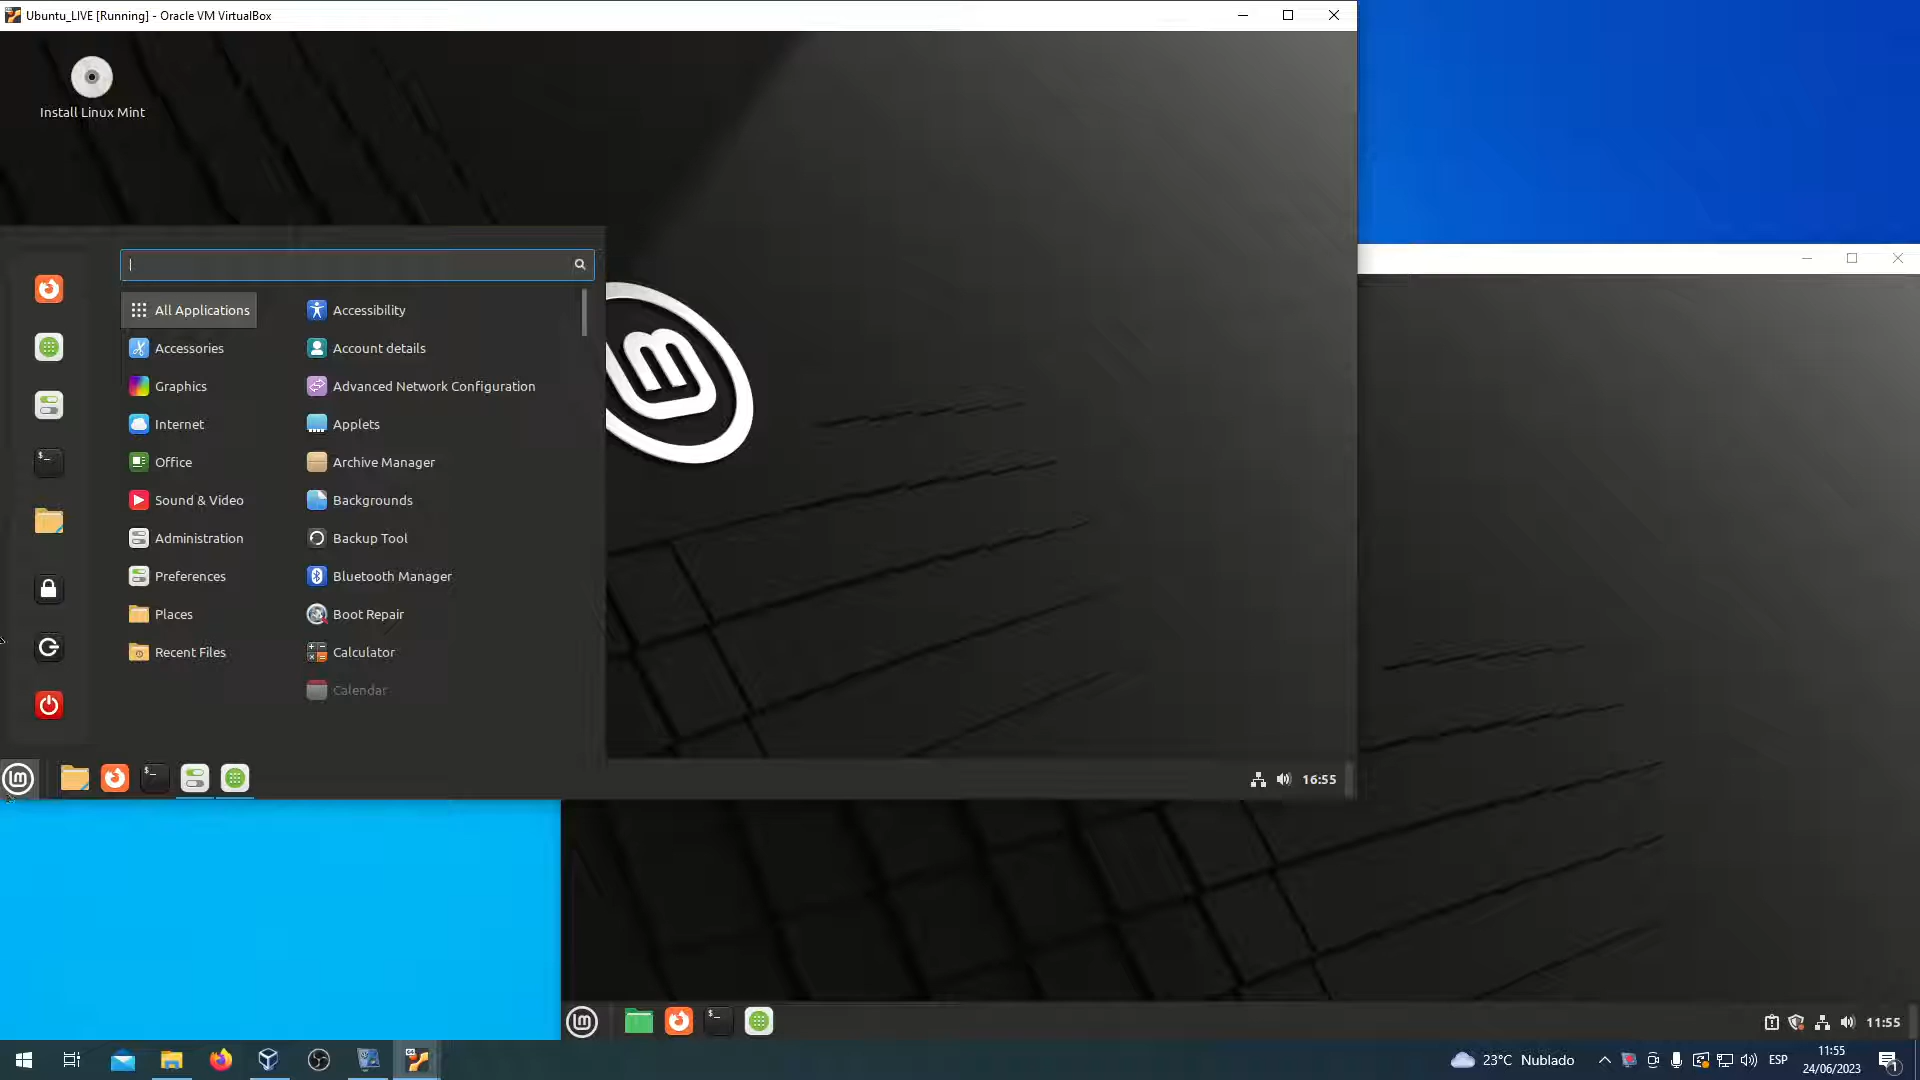 Ubuntu_LIVE [Running] - Oracle VM VirtualBox
Install Linux Mint
All Applications
Accessories
Graphics
Internet
Office
Sound & Video
Administration
Preferences
Places
Recent Files
Accessibility
Account details
Advanced Network Configuration
Applets
Archive Manager
Backgrounds
Backup Tool
Bluetooth Manager
Boot Repair
Calculator
Calendar
16:55
11:55
23°C Nublado
ESP
11:55
24/06/2023
1